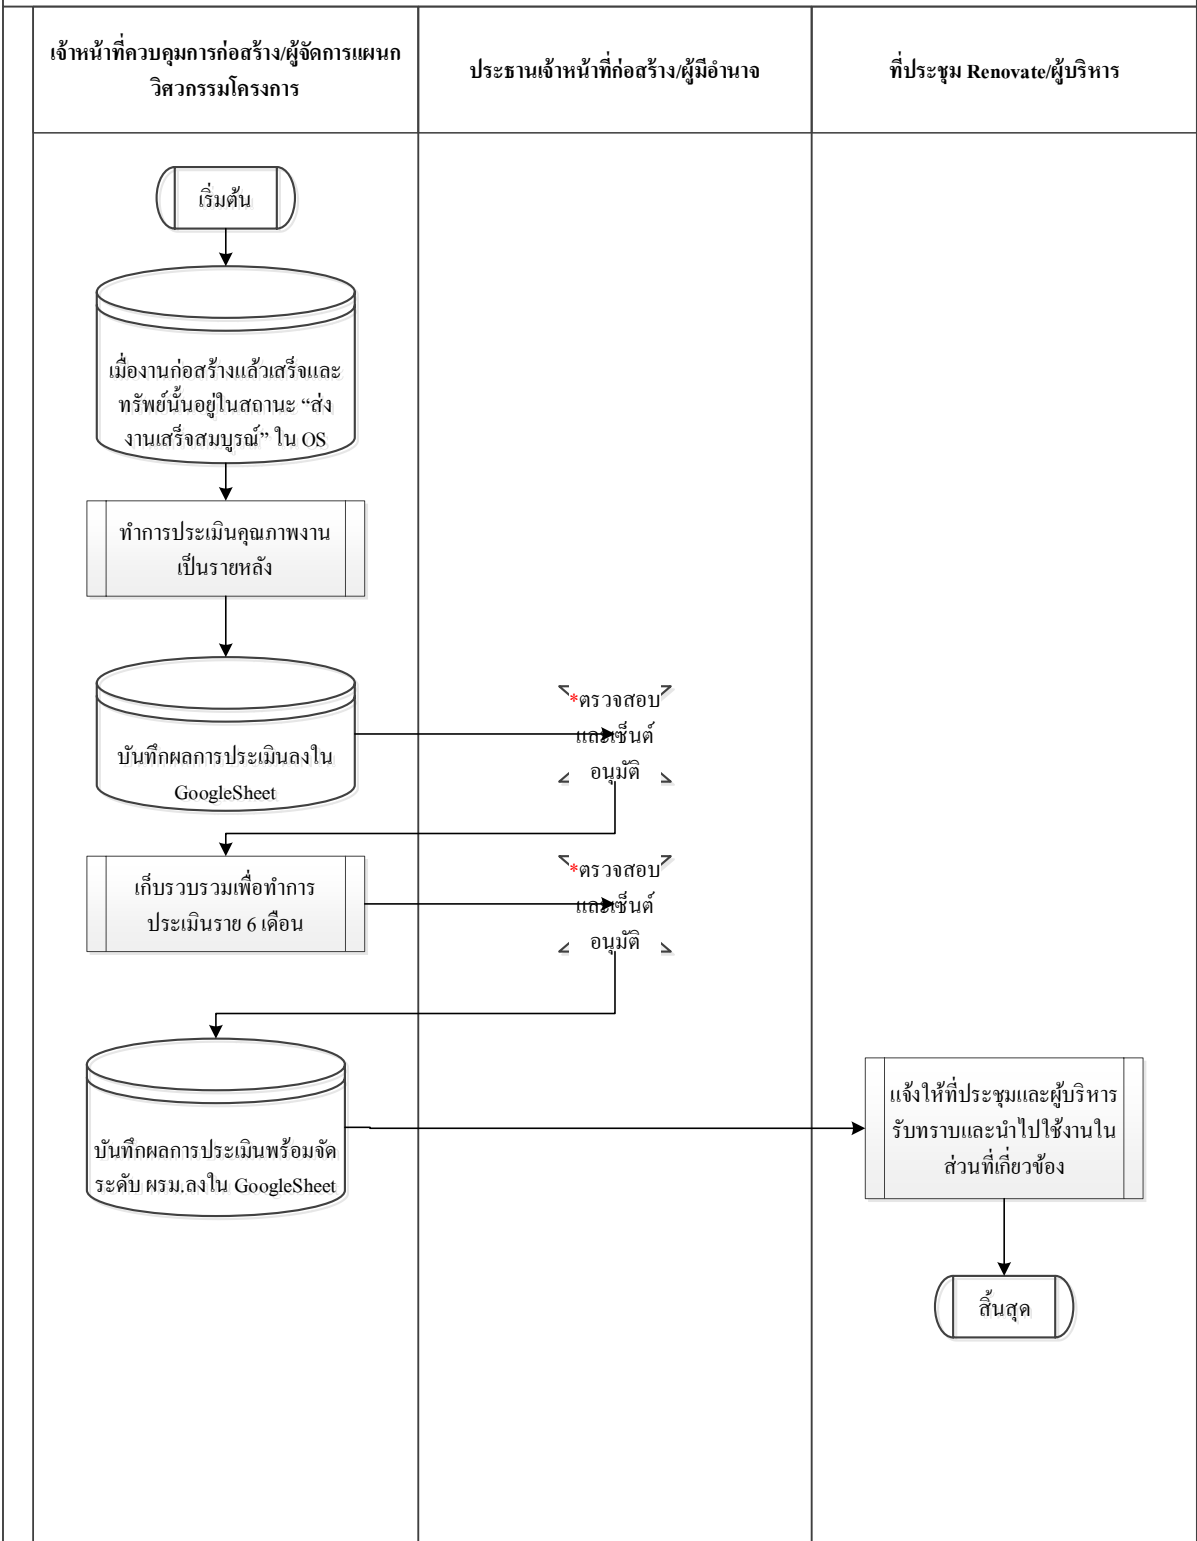 เจ้าหน้าที่ควบคุมการก่อสร้าง/ผู้จัดการแผนก
วิศวกรรมโครงการ
ประธานเจ้าหน้าที่ก่อสร้าง/ผู้มีอำนาจ
ที่ประชุม Renovate/ผู้บริหาร
เริ่มต้น
เมื่องานก่อสร้างแล้วเสร็จและ
ทรัพย์นั้นอยู่ในสถานะ “ส่ง
งานเสร็จสมบูรณ์” ใน OS
ทำการประเมินคุณภาพงาน
เป็นรายหลัง
บันทึกผลการประเมินลงใน
GoogleSheet
*ตรวจสอบ
และเซ็นต์
อนุมัติ
เก็บรวบรวมเพื่อทำการ
ประเมินราย 6 เดือน
*ตรวจสอบ
และเซ็นต์
อนุมัติ
บันทึกผลการประเมินพร้อมจัด
ระดับ ผรม.ลงใน GoogleSheet
แจ้งให้ที่ประชุมและผู้บริหาร
รับทราบและนำไปใช้งานใน
ส่วนที่เกี่ยวข้อง
สิ้นสุด